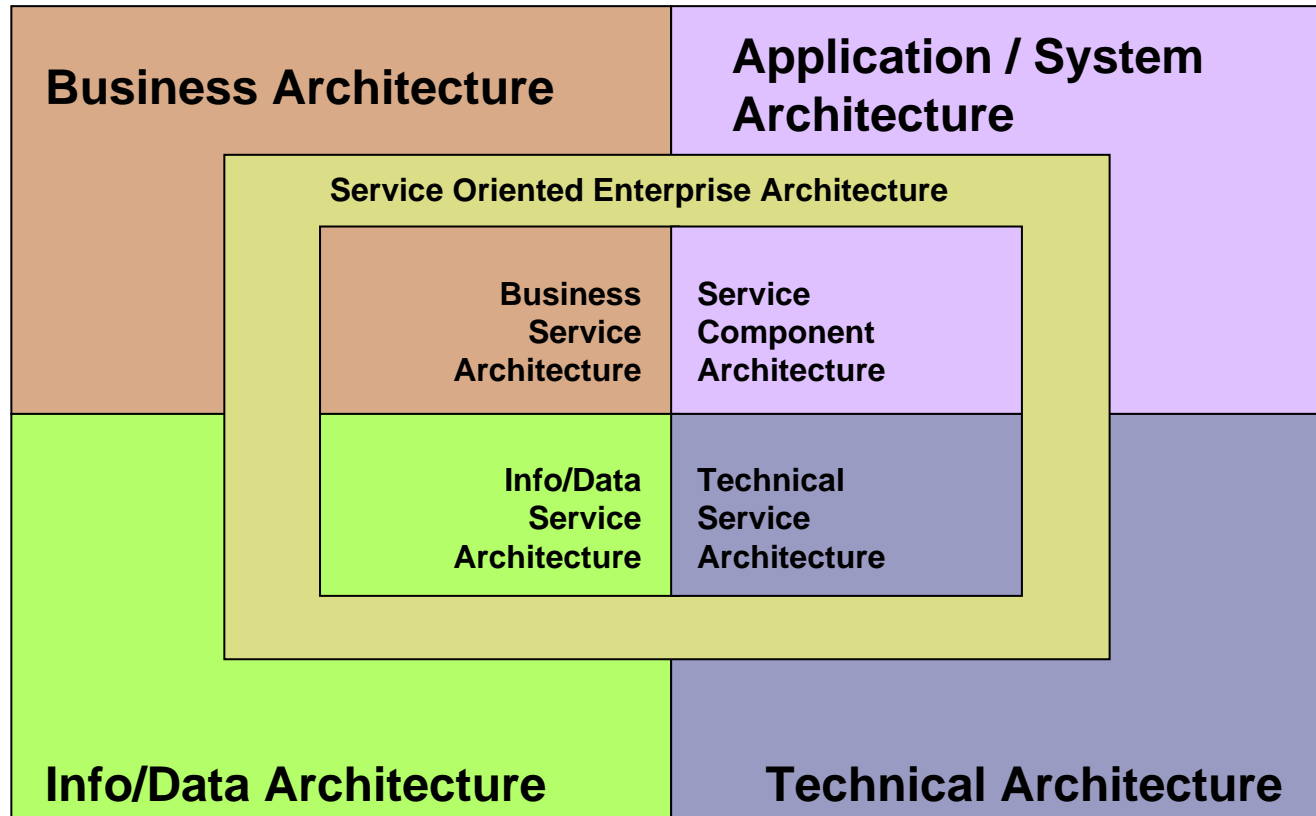 Business Architecture
Application / System
Architecture
Service Oriented Enterprise Architecture
Business
Service
Architecture
Service
Component
Architecture
Info/Data
Service
Architecture
Technical
Service
Architecture
Info/Data Architecture
Technical Architecture